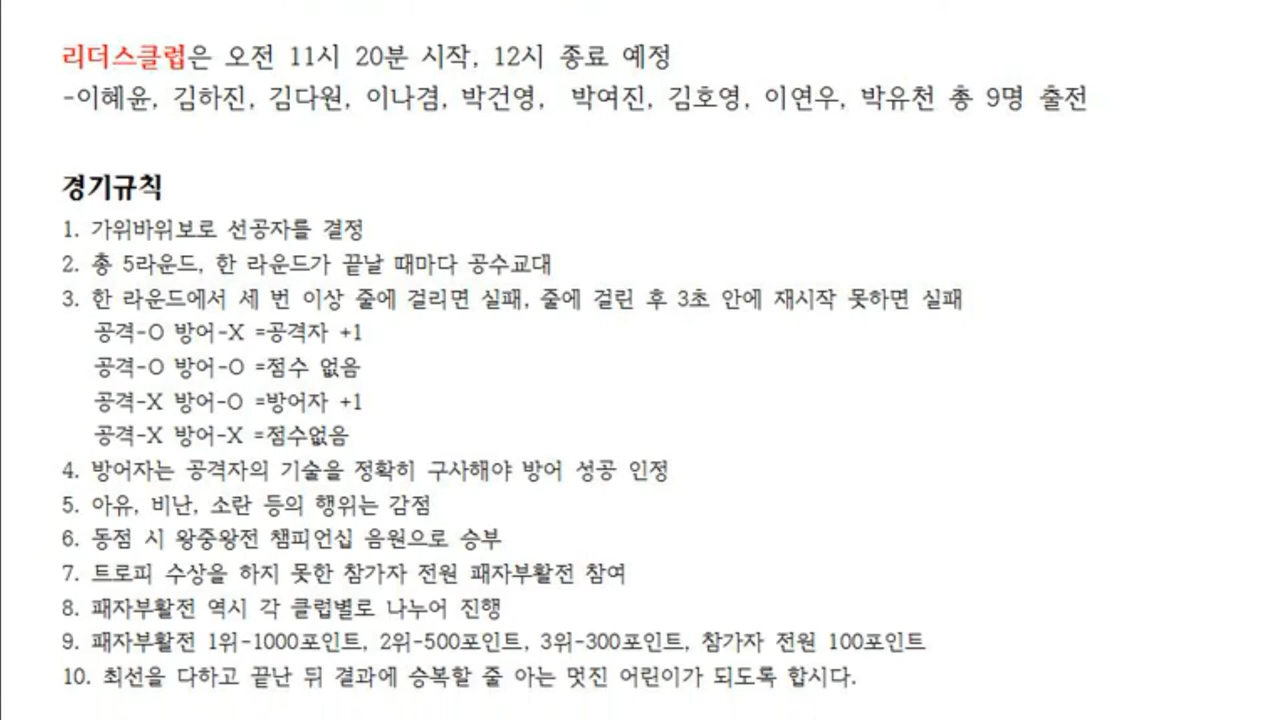 리더스클럽은 오전 11시 20분 시작, 12시 종료 예정
-이혜윤, 김하진, 김다원, 이나겸, 박건영, 박여진, 김호영, 이연우, 박유천 총 9명 출전
경기규칙
1. 가위바위보로 선공자를 결정
2. 총 5라운드, 한 라운드가 끝날 때마다 공수교대
3. 한 라운드에서 세 번 이상 줄에 걸리면 실패, 줄에 걸린 후 3초 안에 재시작 못하면 실패
공격-O 방어-X =공격자 +1
공격-O 방어-O =점수 없음
공격-X 방어-O =방어자 +1
공격-X 방어-X =점수없음
4. 방어자는 공격자의 기술을 정확히 구사해야 방어 성공 인정
5. 아유, 비난, 소란 등의 행위는 감점
6. 동점 시 왕중왕전 챔피언십 음원으로 승부
7. 트로피 수상을 하지 못한 참가자 전원 패자부활전 참여
8. 패자부활전 역시 각 클럽별로 나누어 진행
9. 패자부활전 1위-1000포인트, 2위-500포인트, 3위-300포인트, 참가자 전원 100포인트
10. 최선을 다하고 끝난 뒤 결과에 승복할 줄 아는 멋진 어린이가 되도록 합시다.